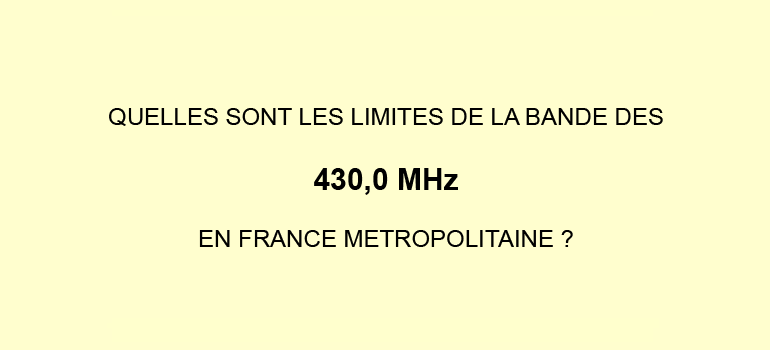 QUELLES SONT LES LIMITES DE LA BANDE DES
430,0 MHz
EN FRANCE METROPOLITAINE ?